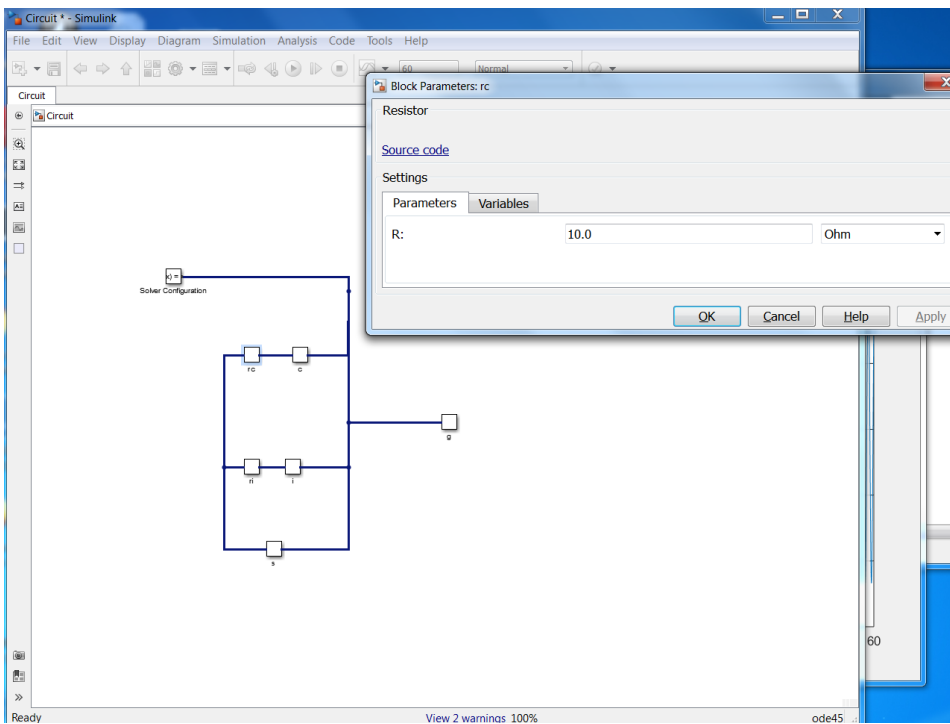 Circuit * - Simulink
File Edit View Display Diagram Simulation Analysis Code Tools Help
60 Normal
Circuit
Circuit
Block Parameters: rc
Resistor
Source code
Settings
Parameters Variables
R: 10.0 Ohm
OK Cancel Help Apply
x) =
Solver Configuration
rc c
g
ri i
s
60
Ready View 2 warnings 100% ode45